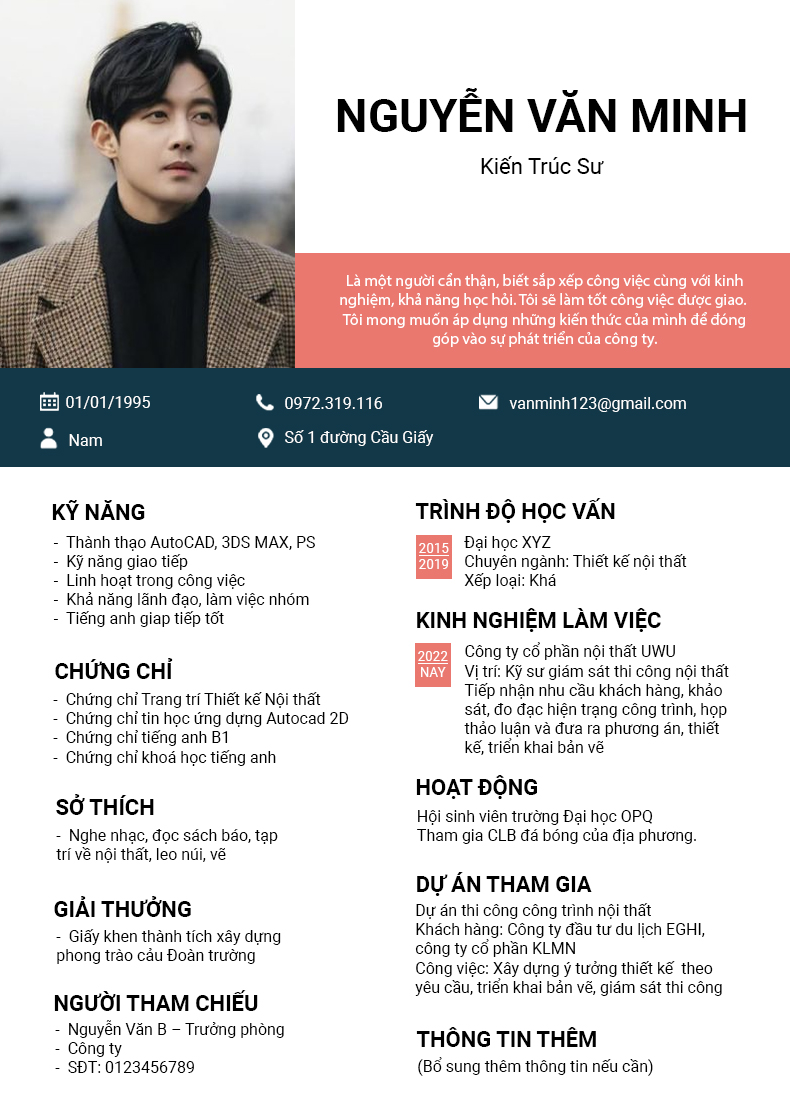 NGUYỄN VĂN MINH
Kiến Trúc Sư
Là một người cẩn thận, biết sắp xếp công việc cùng với kinh
nghiệm, khả năng học hỏi. Tôi sẽ làm tốt công việc được giao.
Tôi mong muốn áp dụng những kiến thức của mình để đóng
góp vào sự phát triển của công ty.
01/01/1995
0972.319.116
vanminh123@gmail.com
Nam
Số 1 đường Cầu Giấy
KỸ NĂNG
- Thành thạo AutoCAD, 3DS MAX, PS
- Kỹ năng giao tiếp
- Linh hoạt trong công việc
- Khả năng lãnh đạo, làm việc nhóm
- Tiếng anh giap tiếp tốt
CHỨNG CHỈ
- Chứng chỉ Trang trí Thiết kế Nội thất
- Chứng chỉ tin học ứng dụng Autocad 2D
- Chứng chỉ tiếng anh B1
- Chứng chỉ khoá học tiếng anh
SỞ THÍCH
- Nghe nhạc, đọc sách báo, tạp
trí về nội thất, leo núi, vẽ
GIẢI THƯỞNG
- Giấy khen thành tích xây dựng
phong trào cảu Đoàn trường
NGƯỜI THAM CHIẾU
- Nguyễn Văn B – Trưởng phòng
- Công ty
- SĐT: 0123456789
TRÌNH ĐỘ HỌC VẤN
2015
2019
Đại học XYZ
Chuyên ngành: Thiết kế nội thất
Xếp loại: Khá
KINH NGHIỆM LÀM VIỆC
2022
NAY
Công ty cổ phần nội thất UWU
Vị trí: Kỹ sư giám sát thi công nội thất
Tiếp nhận nhu cầu khách hàng, khảo
sát, đo đạc hiện trạng công trình, họp
thảo luận và đưa ra phương án, thiết
kế, triển khai bản vẽ
HOẠT ĐỘNG
Hội sinh viên trường Đại học OPQ
Tham gia CLB đá bóng của địa phương.
DỰ ÁN THAM GIA
Dự án thi công công trình nội thất
Khách hàng: Công ty đầu tư du lịch EGHI,
công ty cổ phần KLMN
Công việc: Xây dựng ý tưởng thiết kế theo
yêu cầu, triển khai bản vẽ, giám sát thi công
THÔNG TIN THÊM
(Bổ sung thêm thông tin nếu cần)